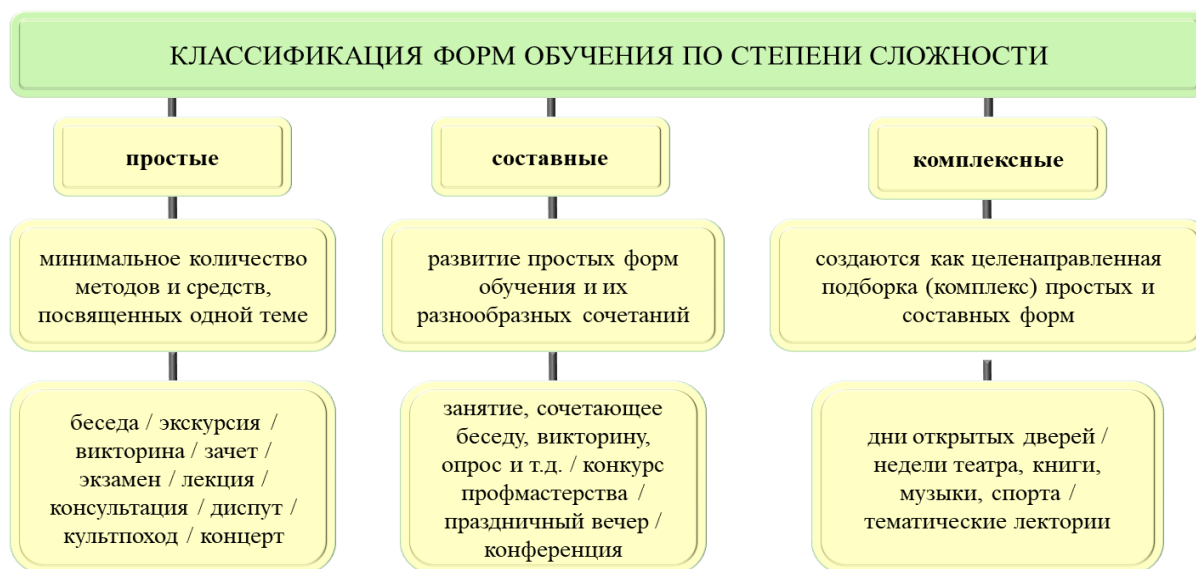 КЛАССИФИКАЦИЯ ФОРМ ОБУЧЕНИЯ ПО СТЕПЕНИ СЛОЖНОСТИ
простые
минимальное количество
методов и средств,
посвященных одной теме
беседа / экскурсия /
викторина / зачет /
экзамен / лекция /
консультация / диспут /
культпоход / концерт
составные
развитие простых форм
обучения и их
разнообразных сочетаний
занятие, сочетающее
беседу, викторину,
опрос и т.д. / конкурс
профмастерства /
праздничный вечер /
конференция
комплексные
создаются как целенаправленная
подборка (комплекс) простых и
составных форм
дни открытых дверей /
недели театра, книги,
музыки, спорта /
тематические лектории